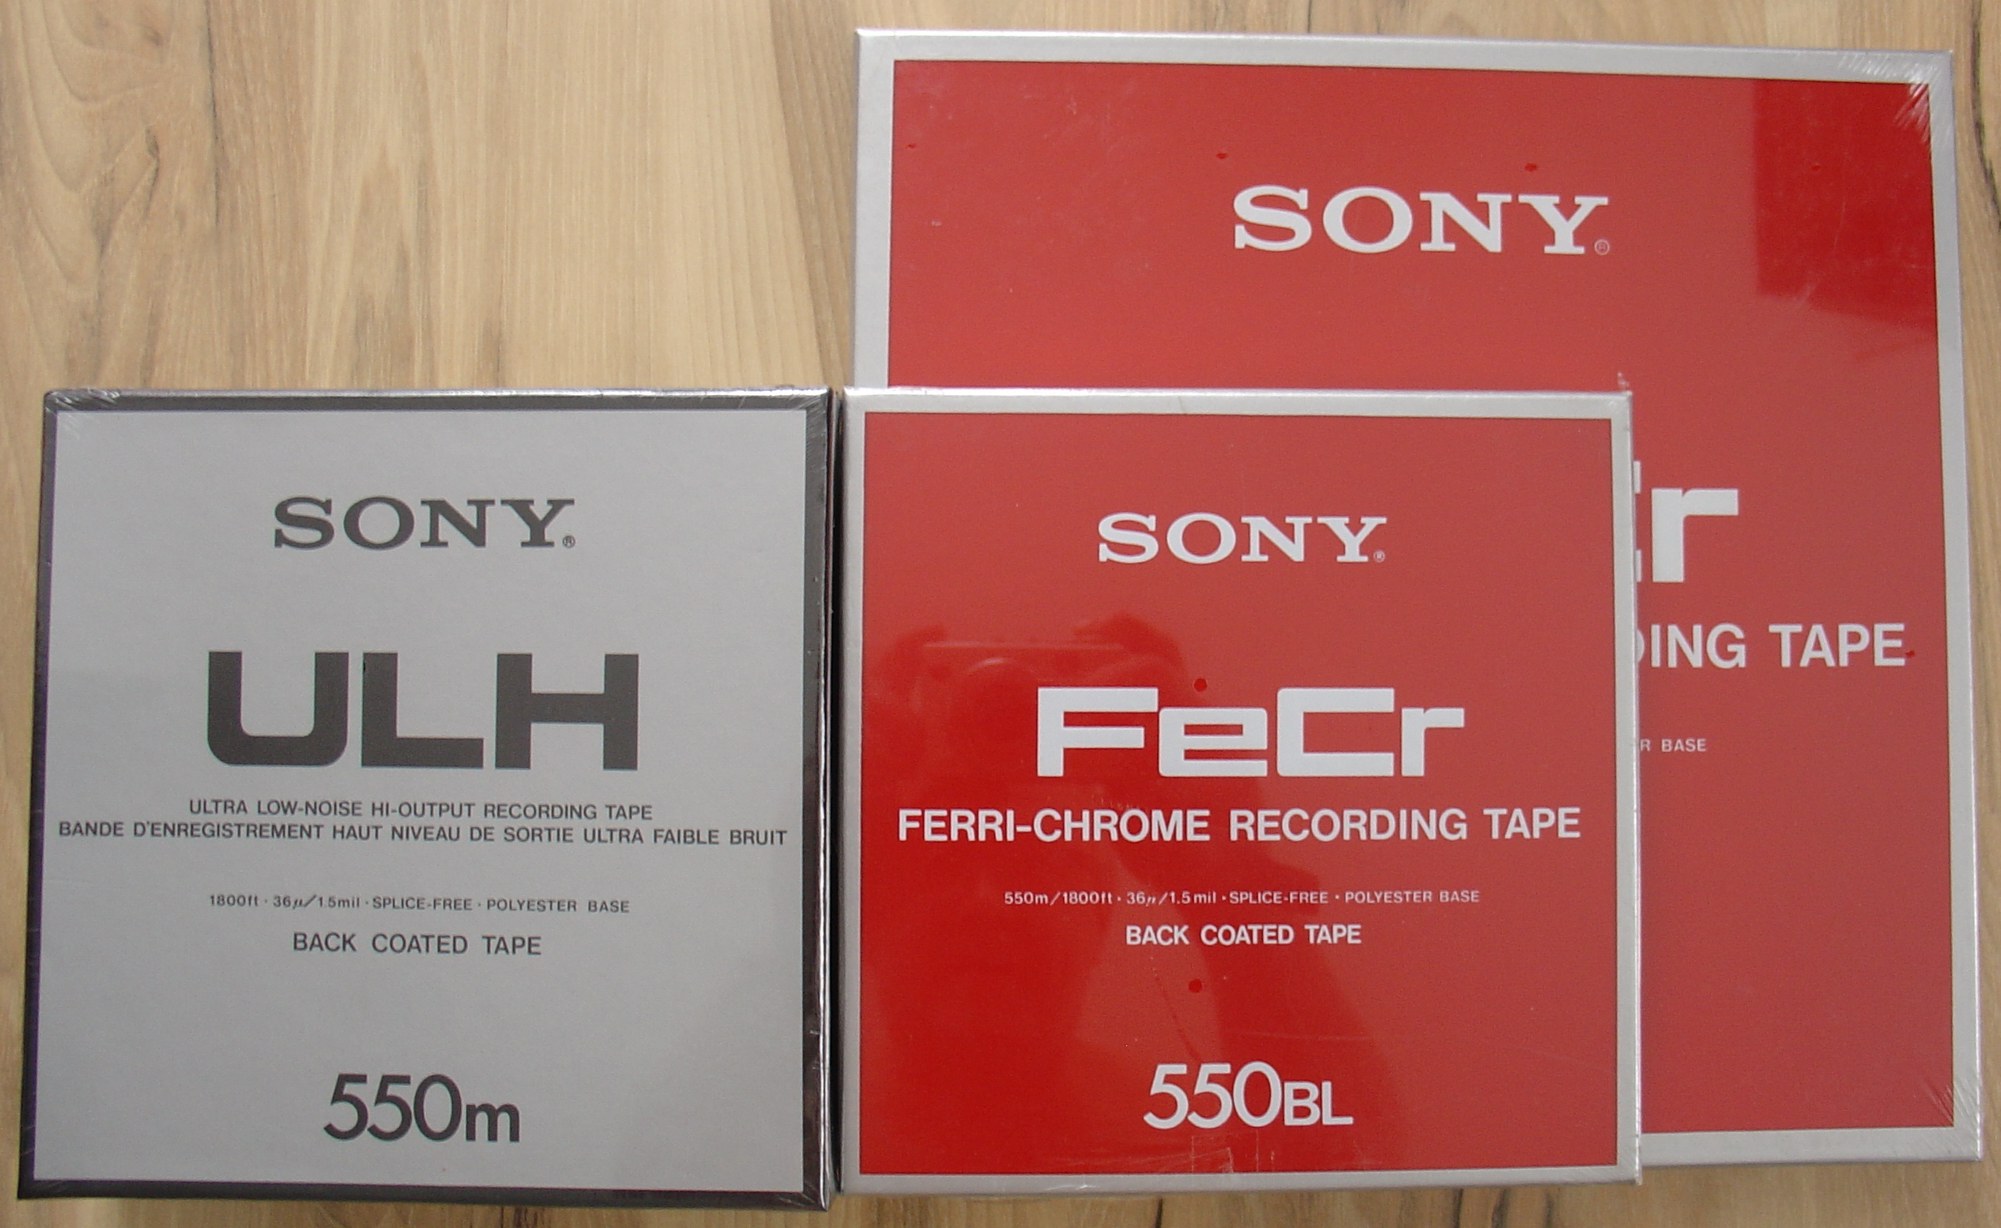 SONY®
ULH
ULTRA LOW-NOISE HI-OUTPUT RECORDING TAPE
BANDE D'ENREGISTREMENT HAUT NIVEAU DE SORTIE ULTRA FAIBLE BRUIT
1800ft · 36μ/1.5mil · SPLICE-FREE · POLYESTER BASE
BACK COATED TAPE
550m
SONY®
FeCr
FERRI-CHROME RECORDING TAPE
550m/1800ft · 36μ/1.5mil · SPLICE-FREE · POLYESTER BASE
BACK COATED TAPE
550BL
SONY®
r
DING TAPE
R BASE